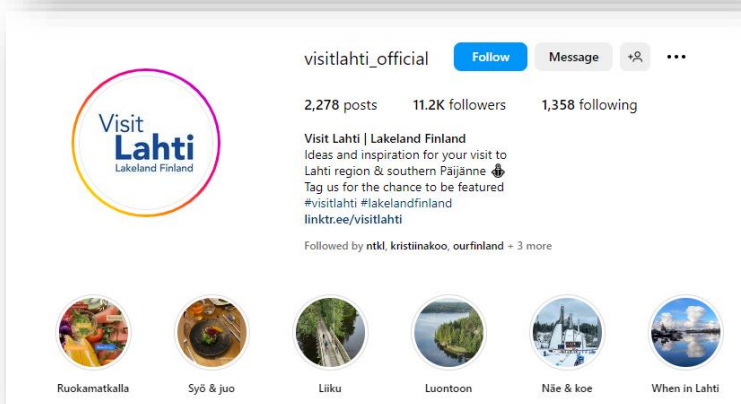 visitlahti_official Follow Message
2,278 posts 11.2K followers 1,358 following
Visit
Lahti
Lakeland Finland
Visit Lahti | Lakeland Finland
Ideas and inspiration for your visit to
Lahti region & southern Päijänne
Tag us for the chance to be featured
#visitlahti #lakelandfinland
linktr.ee/visitlahti
Followed by ntkl, kristiinakoo, ourfinland + 3 more
Ruokamatkalla Syö & juo Liiku Luontoon Näe & koe When in Lahti